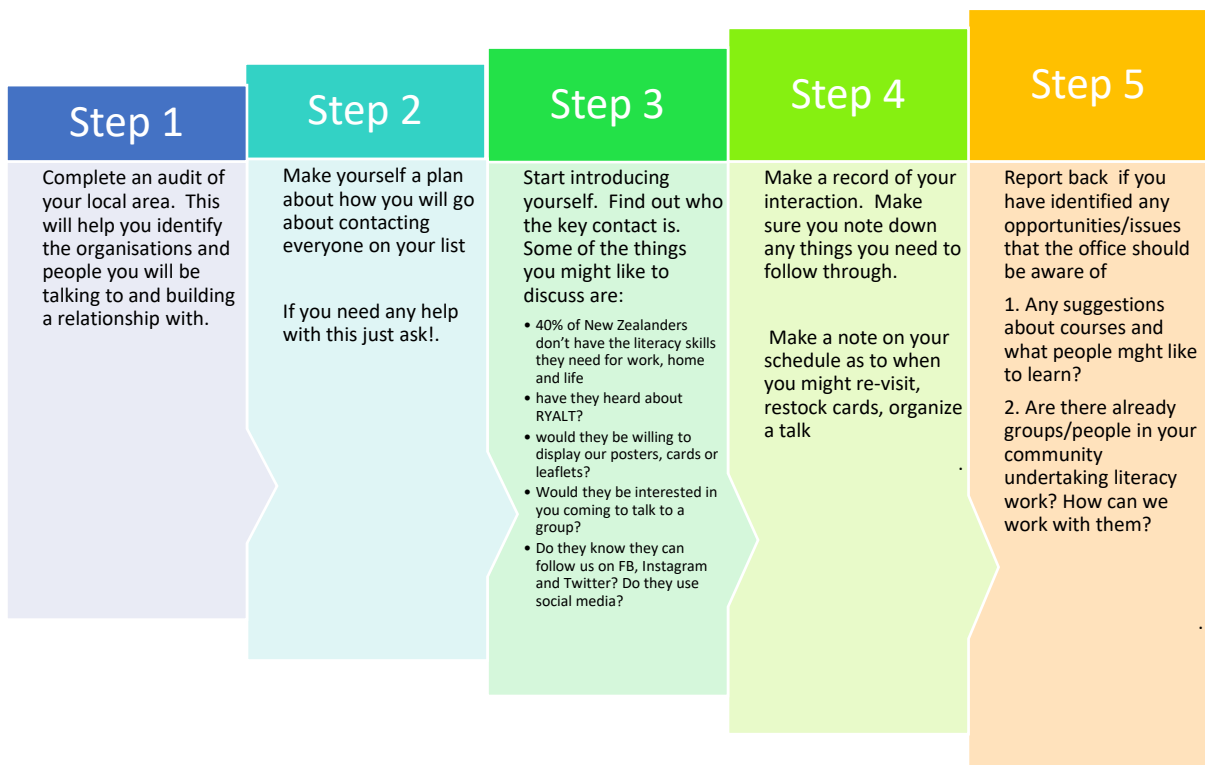 Step 1
Complete an audit of
your local area.  This
will help you identify
the organisations and
people you will be
talking to and building
a relationship with.
Step 2
Make yourself a plan
about how you will go
about contacting
everyone on your list
If you need any help
with this just ask!.
Step 3
Start introducing
yourself.  Find out who
the key contact is.
Some of the things
you might like to
discuss are:
• 40% of New Zealanders
don’t have the literacy skills
they need for work, home
and life
• have they heard about
RYALT?
• would they be willing to
display our posters, cards or
leaflets?
• Would they be interested in
you coming to talk to a
group?
• Do they know they can
follow us on FB, Instagram
and Twitter? Do they use
social media?
Step 4
Make a record of your
interaction.  Make
sure you note down
any things you need to
follow through.
Make a note on your
schedule as to when
you might re-visit,
restock cards, organize
a talk
.
Step 5
Report back  if you
have identified any
opportunities/issues
that the office should
be aware of
1. Any suggestions
about courses and
what people mght like
to learn?
2. Are there already
groups/people in your
community
undertaking literacy
work? How can we
work with them?
.